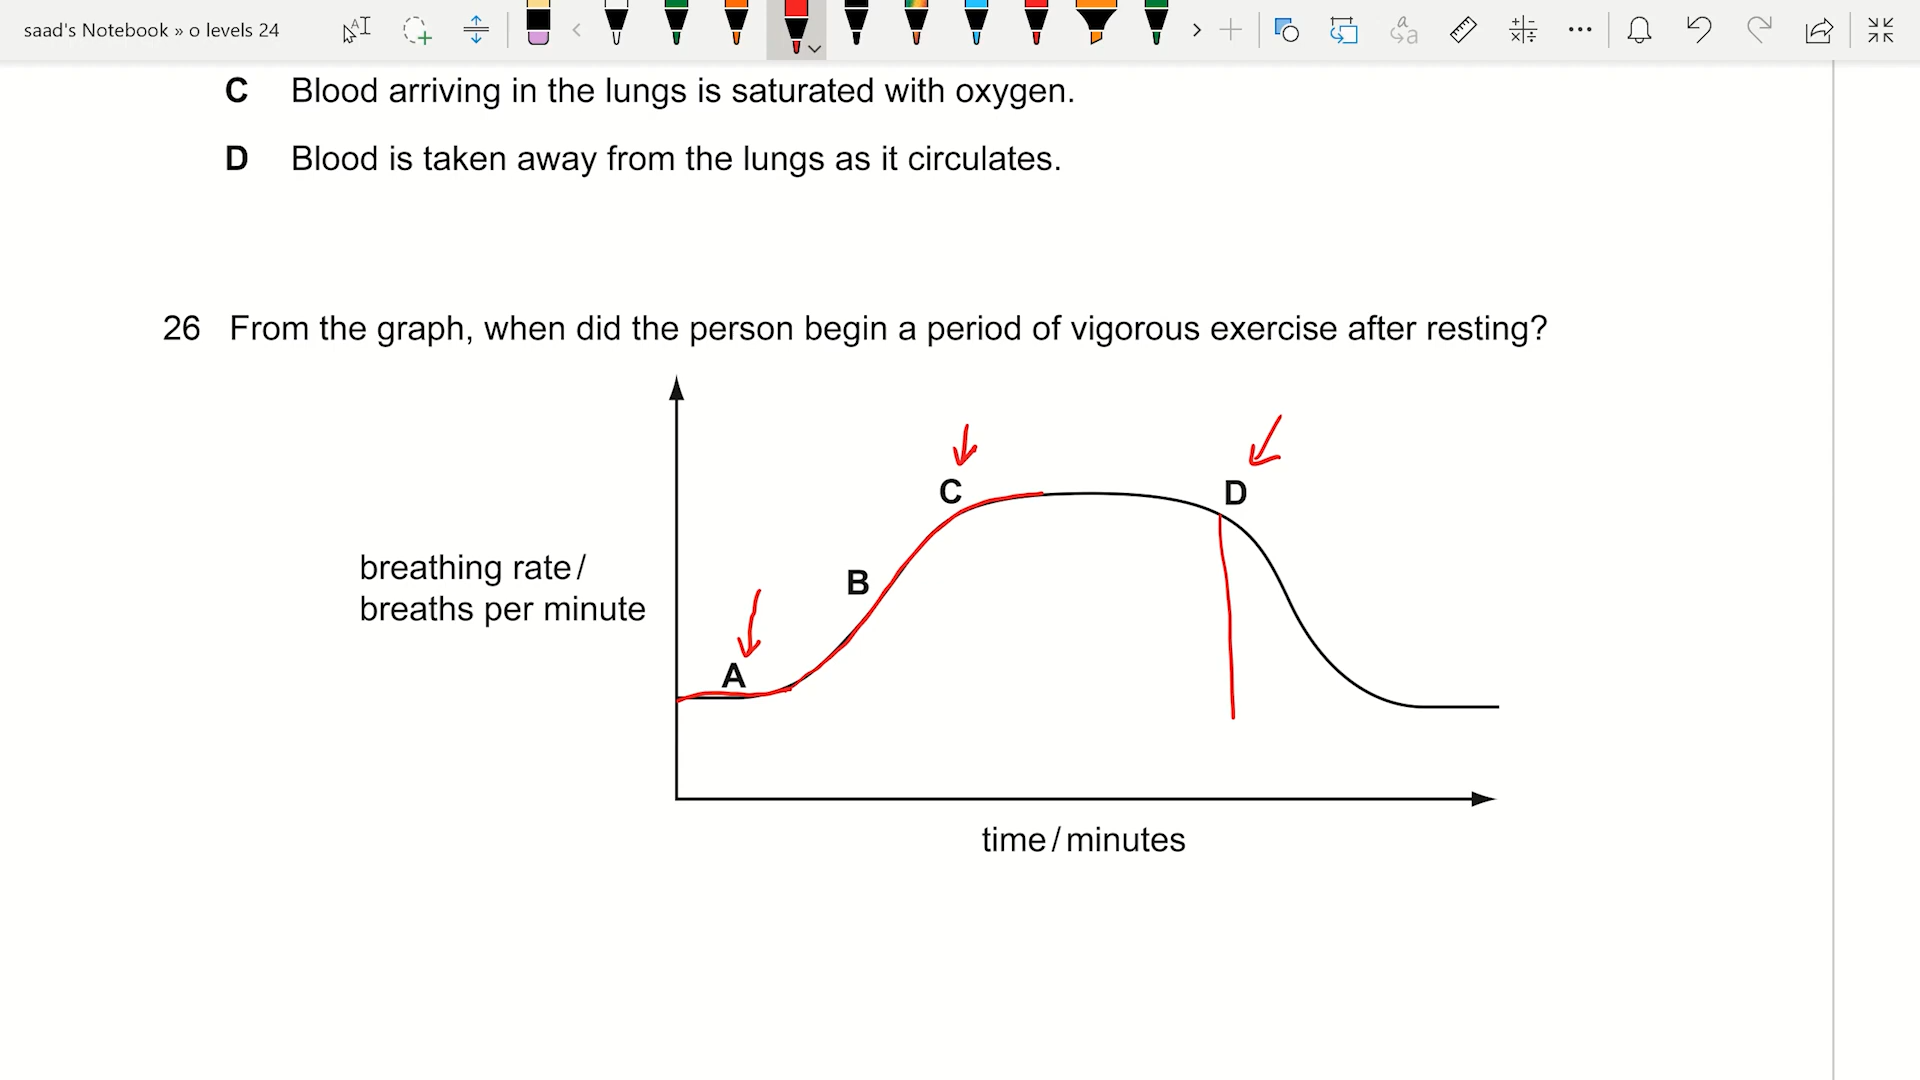 saad's Notebook » o levels 24
C Blood arriving in the lungs is saturated with oxygen.
D Blood is taken away from the lungs as it circulates.
26 From the graph, when did the person begin a period of vigorous exercise after resting?
C
D
B
A
breathing rate /
breaths per minute
time / minutes